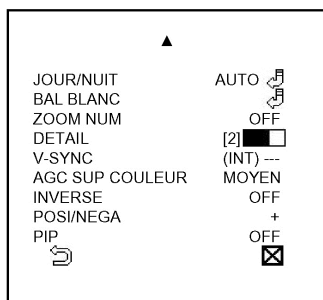 JOUR/NUIT AUTO
BAL BLANC
ZOOM NUM OFF
DETAIL [2]
V-SYNC (INT) ---
AGC SUP COULEUR MOYEN
INVERSE OFF
POSI/NEGA +
PIP OFF